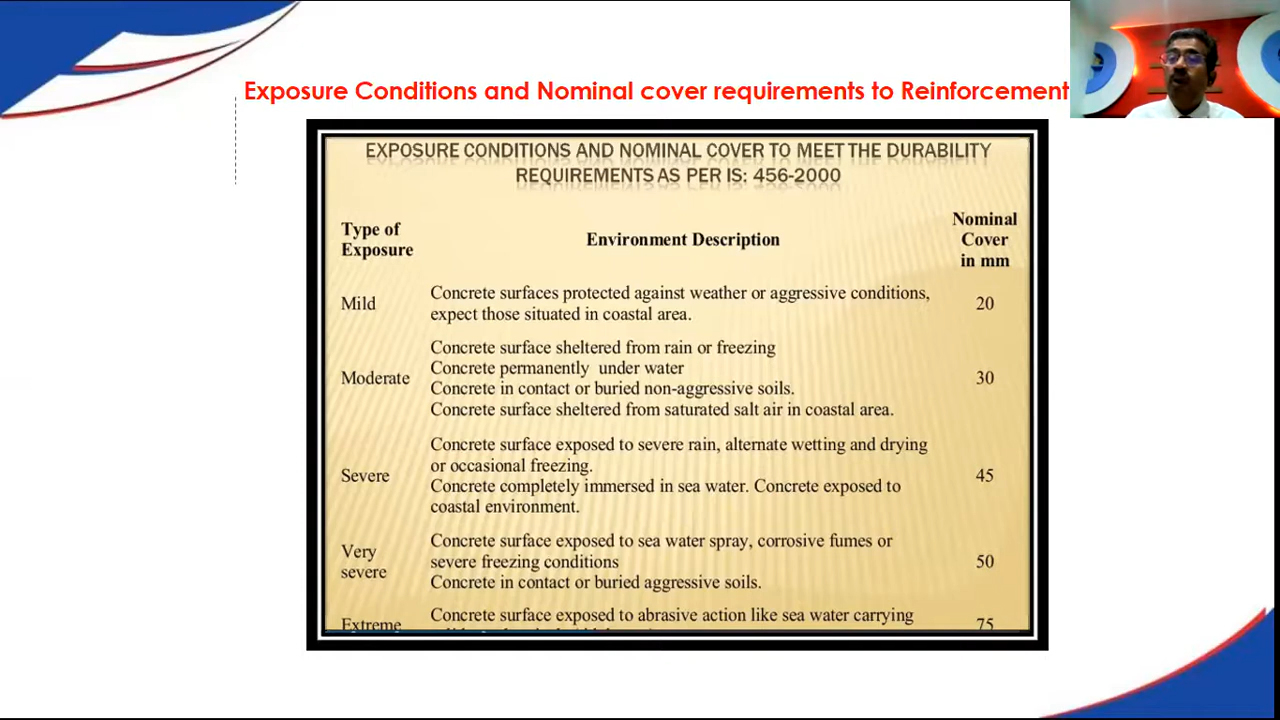 Exposure Conditions and Nominal cover requirements to Reinforcement
EXPOSURE CONDITIONS AND NOMINAL COVER TO MEET THE DURABILITY
REQUIREMENTS AS PER IS: 456-2000
Type of
Exposure
Environment Description
Nominal
Cover
in mm
Mild
Concrete surfaces protected against weather or aggressive conditions,
expect those situated in coastal area.
20
Moderate
Concrete surface sheltered from rain or freezing
Concrete permanently under water
Concrete in contact or buried non-aggressive soils.
Concrete surface sheltered from saturated salt air in coastal area.
30
Severe
Concrete surface exposed to severe rain, alternate wetting and drying
or occasional freezing.
Concrete completely immersed in sea water. Concrete exposed to
coastal environment.
45
Very
severe
Concrete surface exposed to sea water spray, corrosive fumes or
severe freezing conditions
Concrete in contact or buried aggressive soils.
50
Extreme
Concrete surface exposed to abrasive action like sea water carrying
75